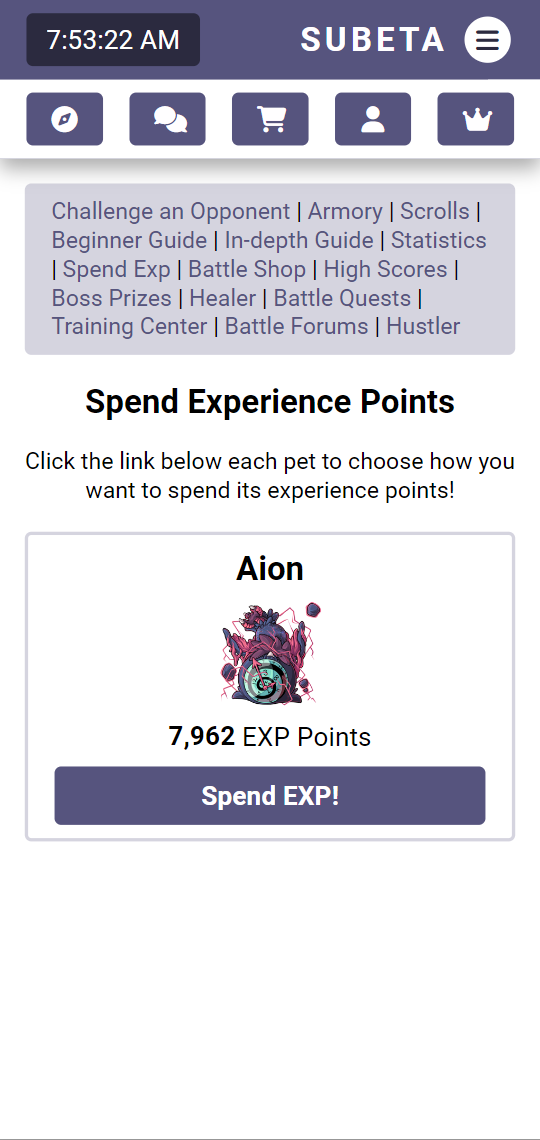 7:53:22 AM
SUBETA
Challenge an Opponent | Armory | Scrolls |
Beginner Guide | In-depth Guide | Statistics
| Spend Exp | Battle Shop | High Scores |
Boss Prizes | Healer | Battle Quests |
Training Center | Battle Forums | Hustler
Spend Experience Points
Click the link below each pet to choose how you
want to spend its experience points!
Aion
7,962 EXP Points
Spend EXP!